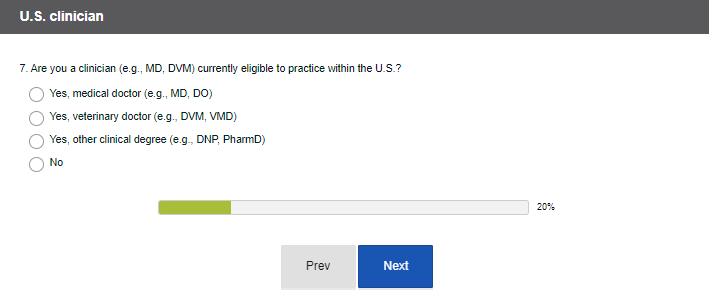 U.S. clinician
7. Are you a clinician (e.g., MD, DVM) currently eligible to practice within the U.S.?
Yes, medical doctor (e.g., MD, DO)
Yes, veterinary doctor (e.g., DVM, VMD)
Yes, other clinical degree (e.g., DNP, PharmD)
No
20%
Prev
Next